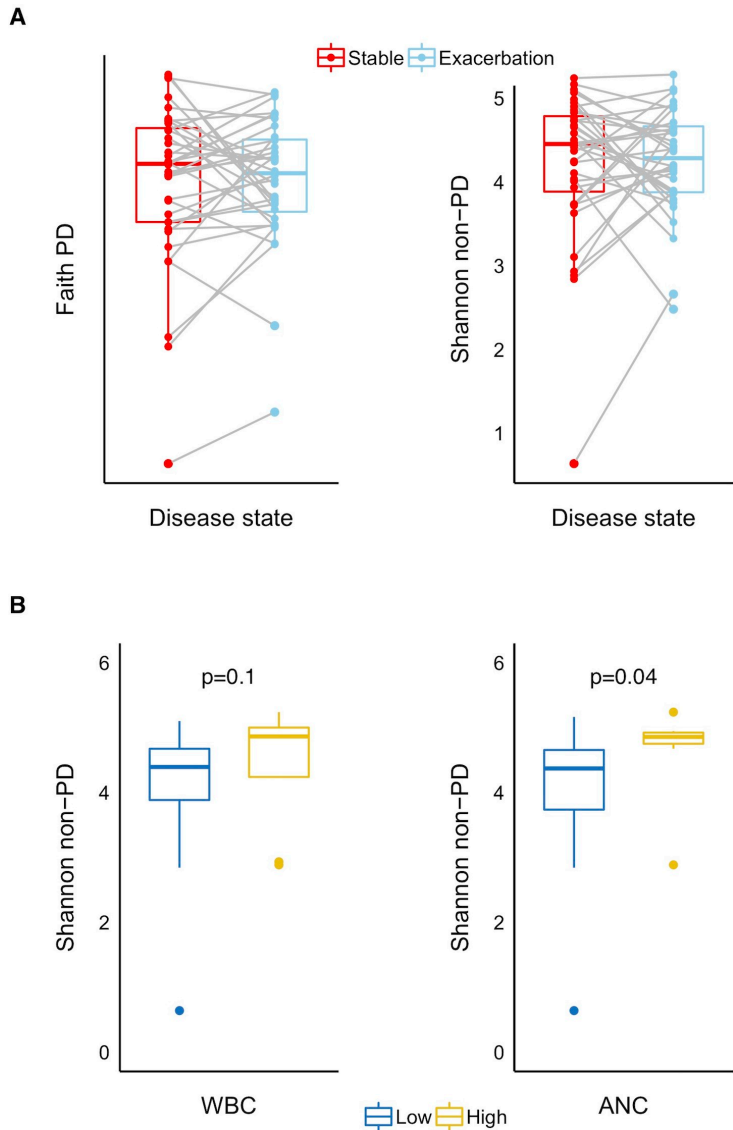 A
Stable Exacerbation
Faith PD
Disease state
Shannon non−PD
5
4
3
2
1
Disease state
B
Shannon non−PD
6
4
2
0
p=0.1
WBC
Shannon non−PD
6
4
2
0
p=0.04
ANC
Low High